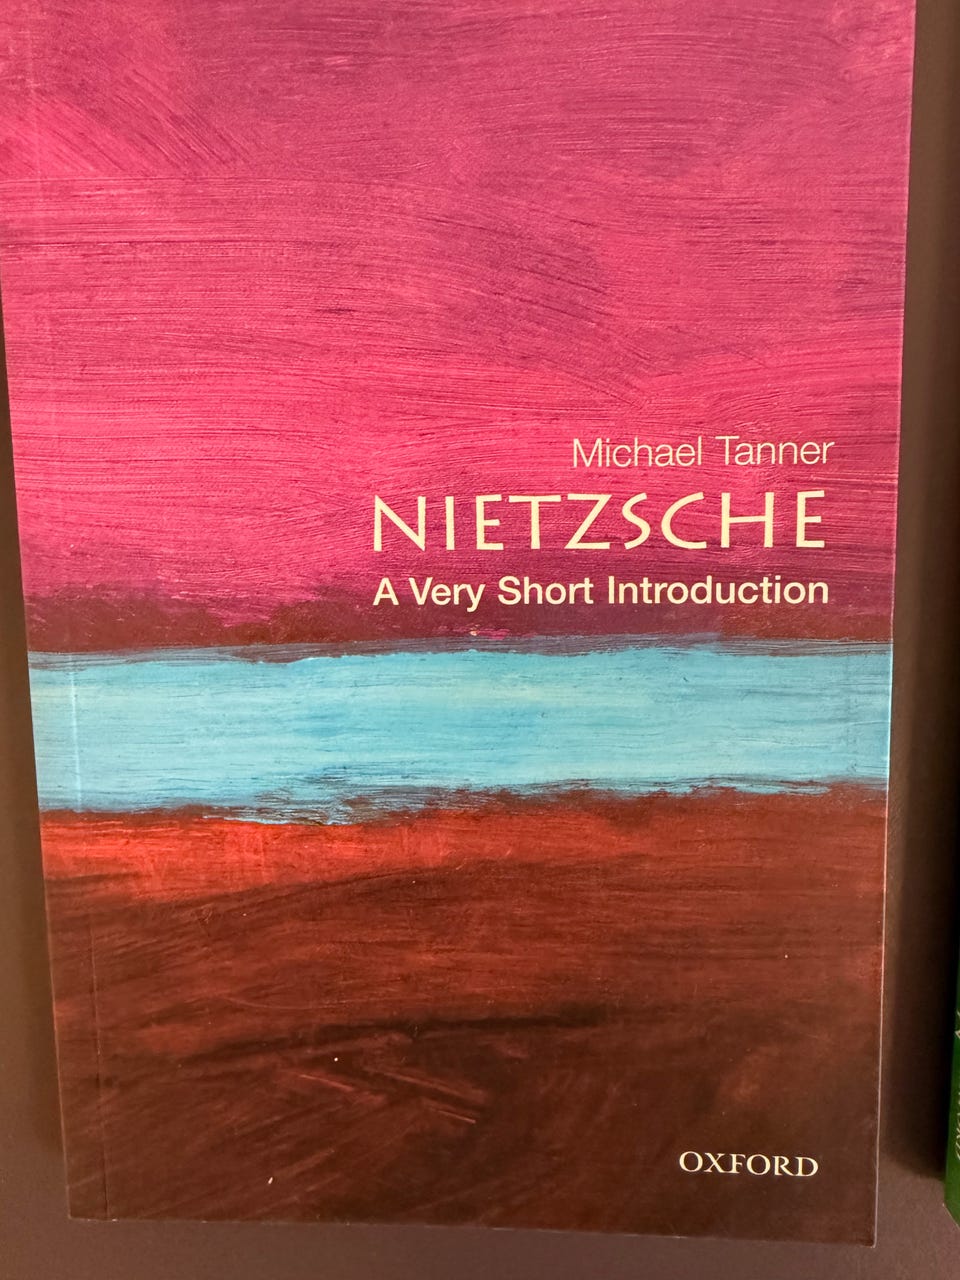 Michael Tanner
NIETZSCHE
A Very Short Introduction
OXFORD